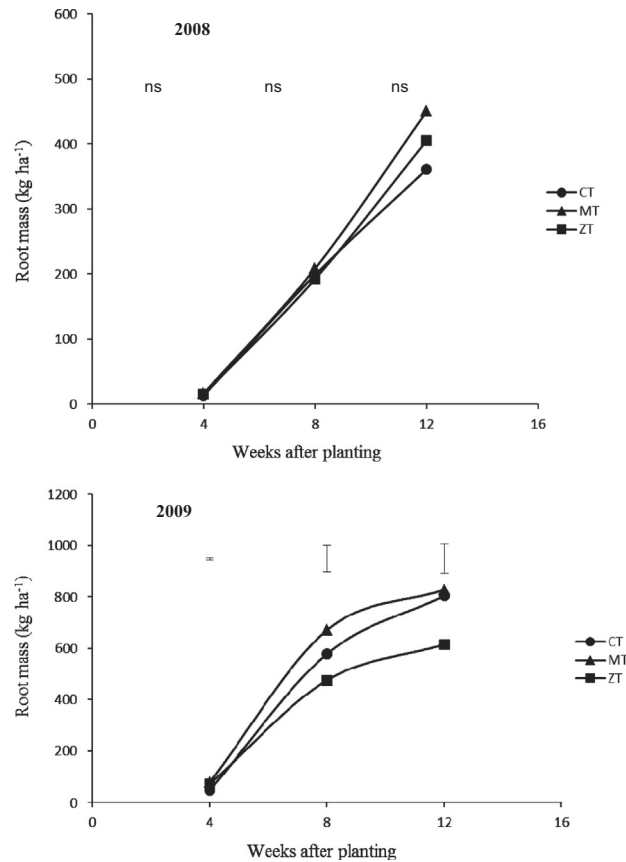 600
2008
500
ns ns ns
400
300
200
100
0
Root mass (kg ha⁻¹)
CT
MT
ZT
0 4 8 12 16
Weeks after planting
1200
2009
1000
800
600
400
200
0
Root mass (kg ha⁻¹)
CT
MT
ZT
0 4 8 12 16
Weeks after planting